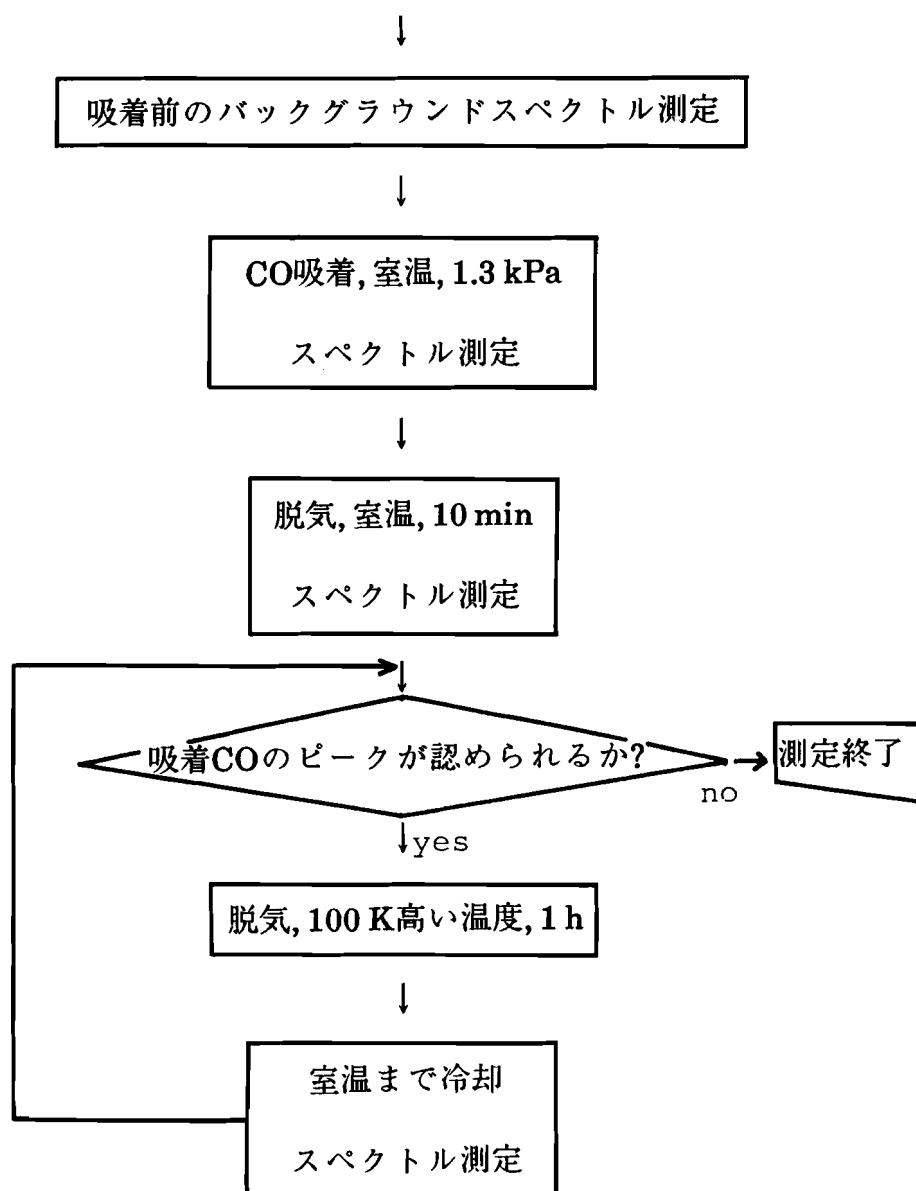 ↓
吸着前のバックグラウンドスペクトル測定
↓
CO吸着, 室温, 1.3 kPa
スペクトル測定
↓
脱気, 室温, 10 min
スペクトル測定
↓
吸着COのピークが認められるか?
→
測定終了
no
↓yes
脱気, 100 K高い温度, 1 h
↓
室温まで冷却
スペクトル測定